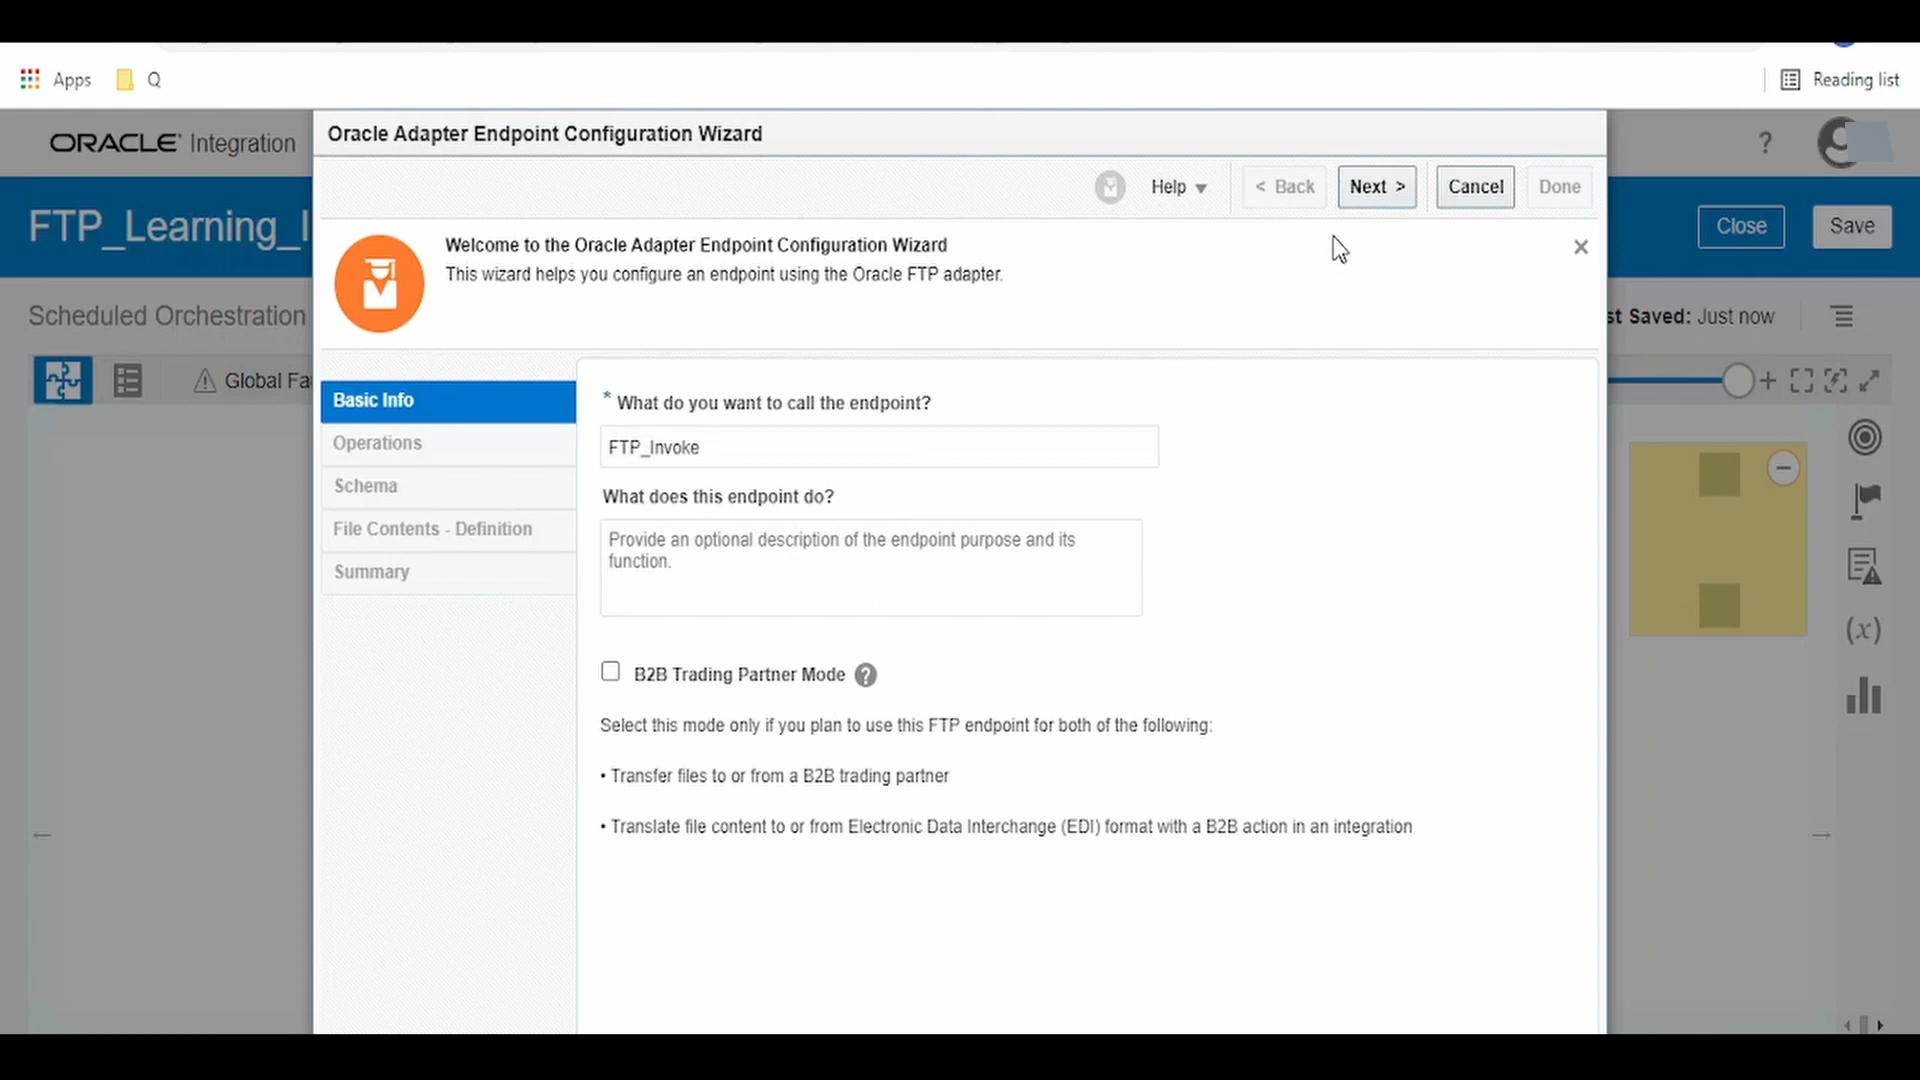 Apps
Q
Reading list
Oracle Adapter Endpoint Configuration Wizard
ORACLE Integration
?
Help
< Back
Next >
Cancel
Done
FTP_Learning_I
Close
Save
Welcome to the Oracle Adapter Endpoint Configuration Wizard
This wizard helps you configure an endpoint using the Oracle FTP adapter.
Scheduled Orchestration
st Saved: Just now
Global Fa
Basic Info
Operations
Schema
File Contents - Definition
Summary
* What do you want to call the endpoint?
FTP_Invoke
What does this endpoint do?
Provide an optional description of the endpoint purpose and its
function.
(x)
B2B Trading Partner Mode ?
Select this mode only if you plan to use this FTP endpoint for both of the following:
• Transfer files to or from a B2B trading partner
• Translate file content to or from Electronic Data Interchange (EDI) format with a B2B action in an integration